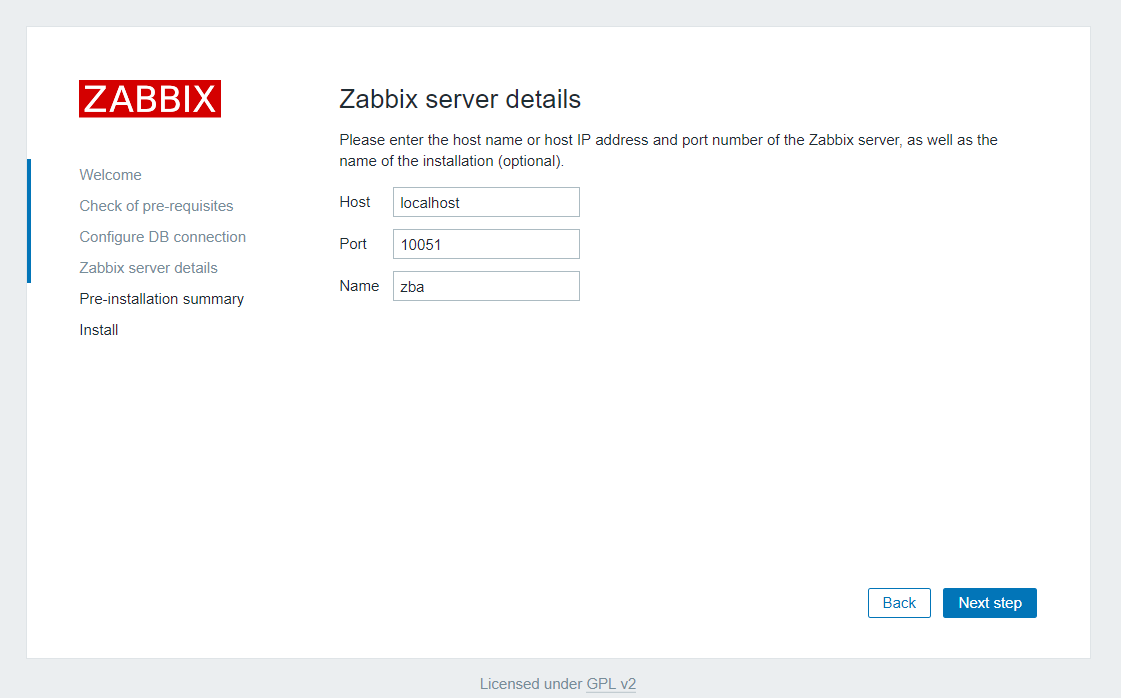 ZABBIX
Welcome
Check of pre-requisites
Configure DB connection
Zabbix server details
Pre-installation summary
Install
Zabbix server details
Please enter the host name or host IP address and port number of the Zabbix server, as well as the
name of the installation (optional).
Host localhost
Port 10051
Name zba
Back Next step
Licensed under GPL v2